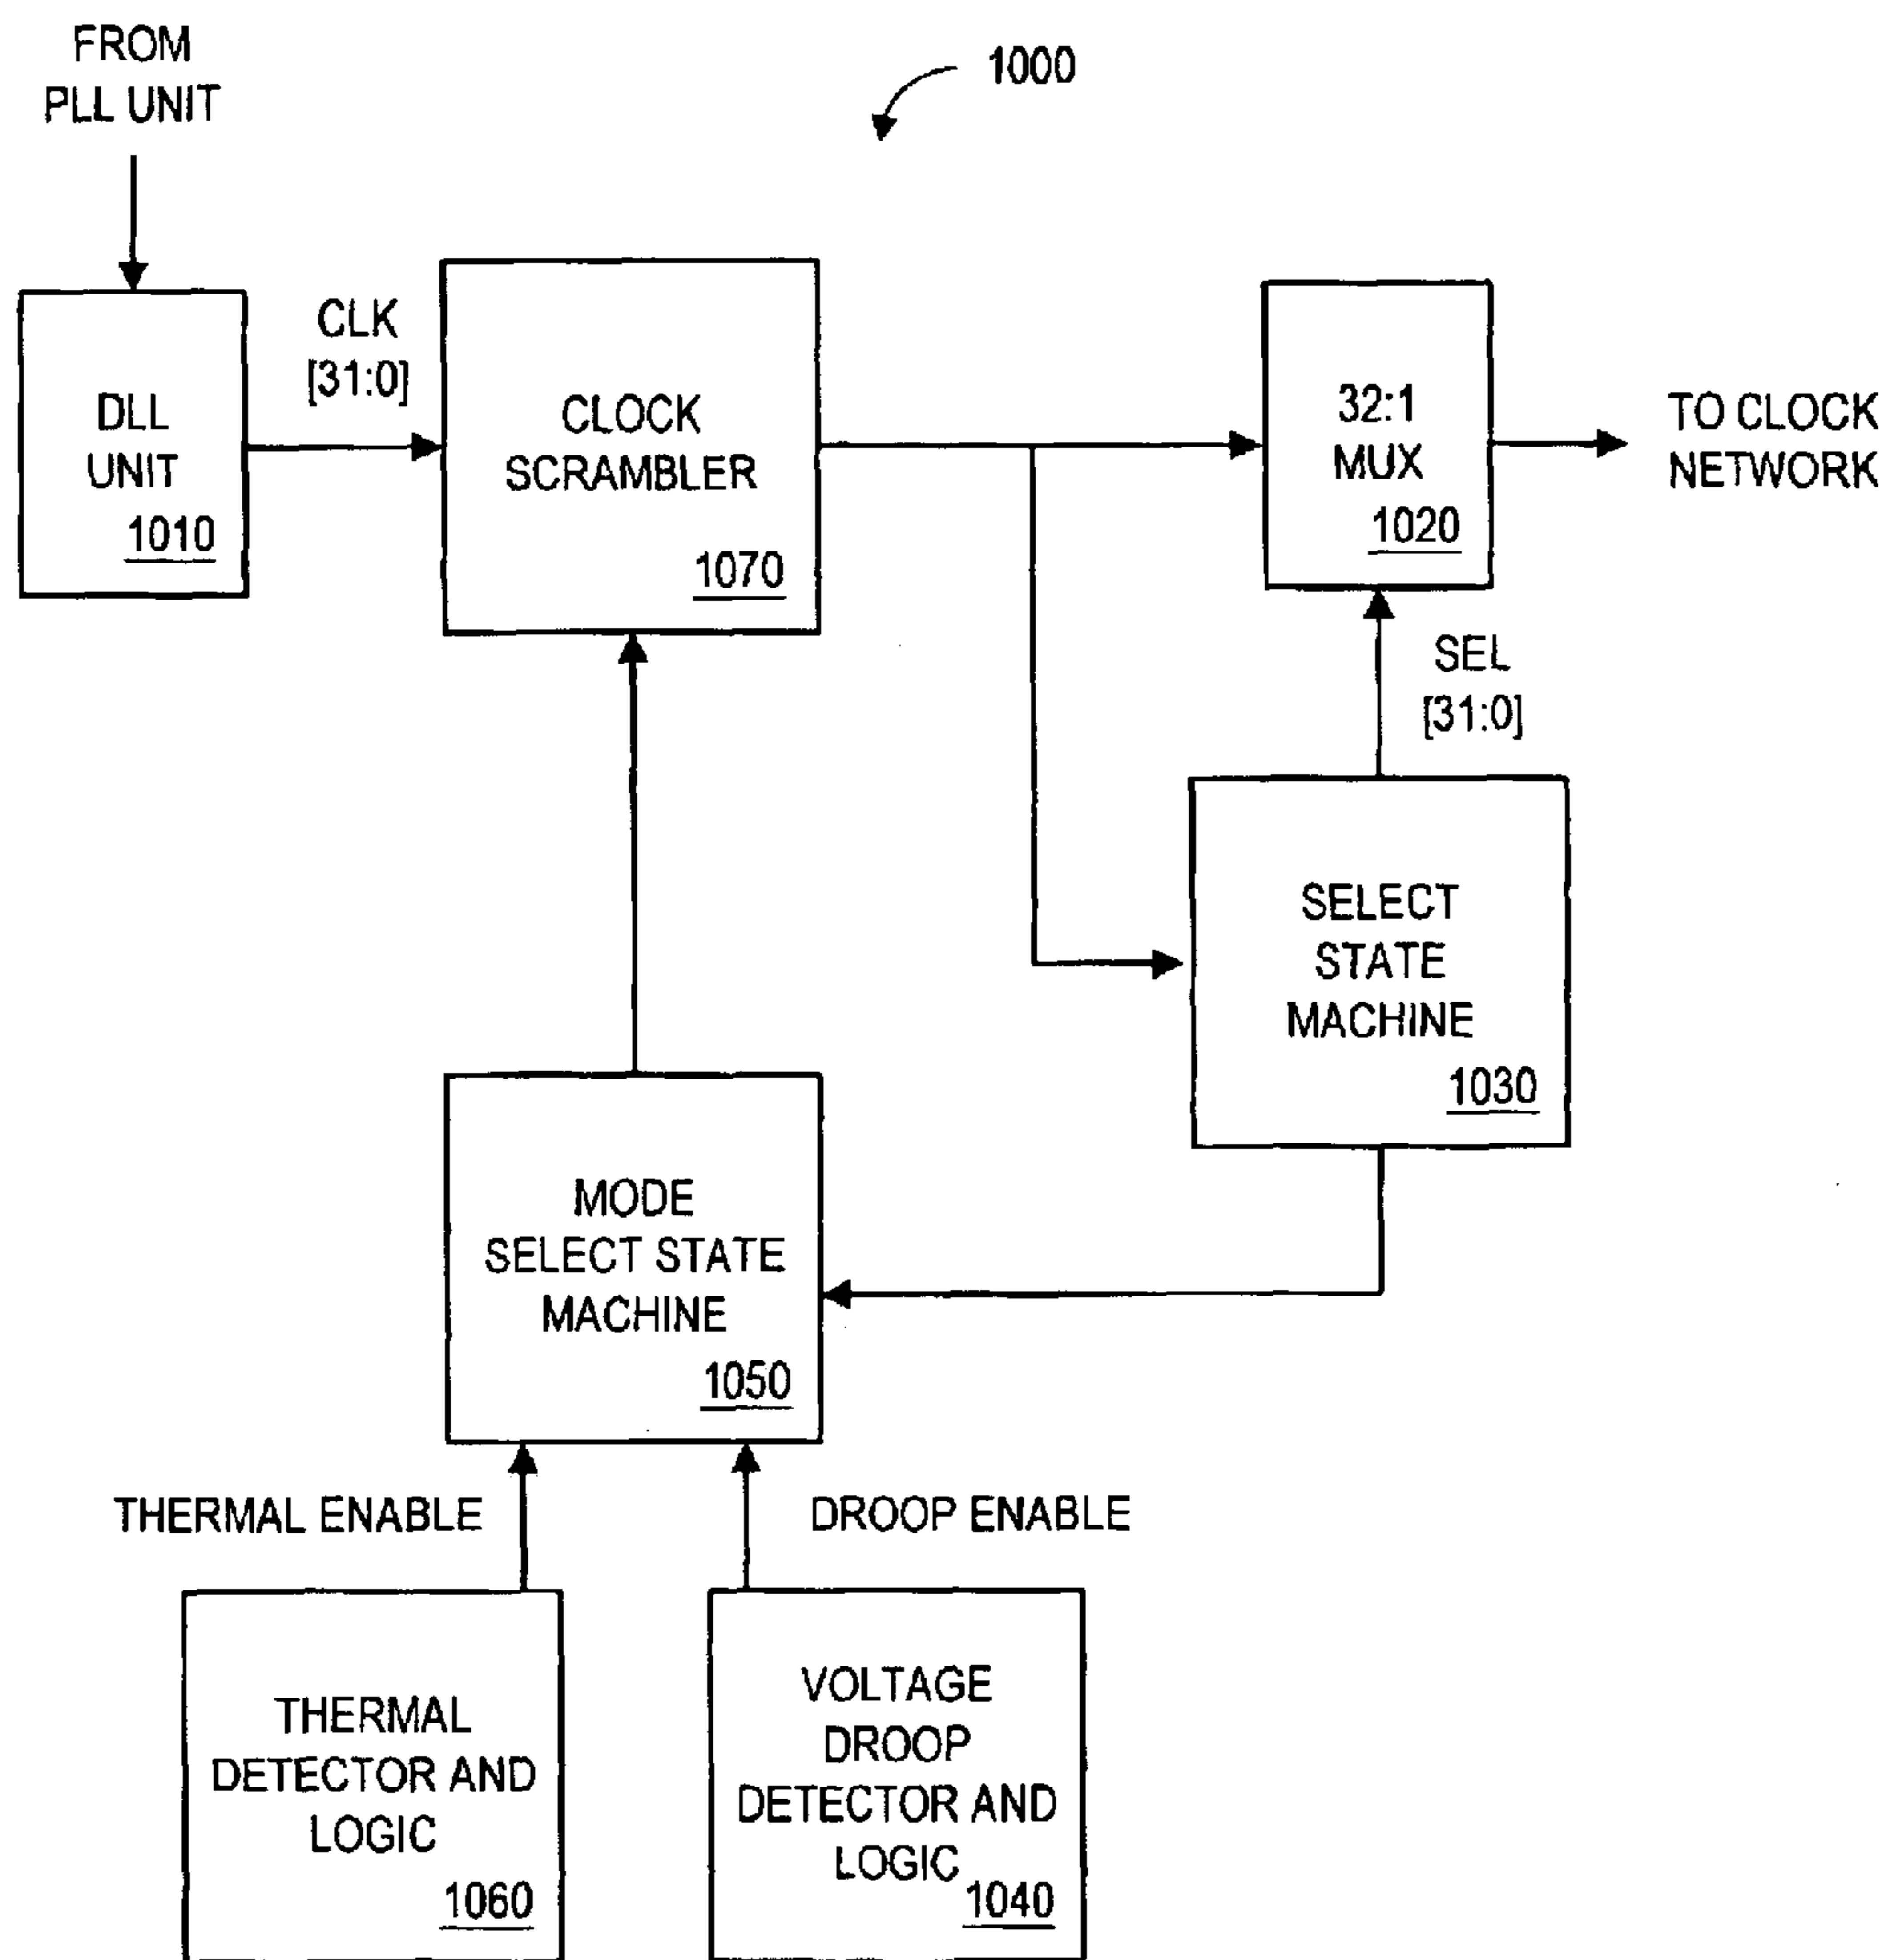 FROM
PLL UNIT
1000
DLL
UNIT
1010
CLK
[31:0]
CLOCK
SCRAMBLER
1070
32:1
MUX
1020
TO CLOCK
NETWORK
SEL
[31:0]
SELECT
STATE
MACHINE
1030
MODE
SELECT STATE
MACHINE
1050
THERMAL ENABLE
DROOP ENABLE
THERMAL
DETECTOR AND
LOGIC
1060
VOLTAGE
DROOP
DETECTOR AND
LOGIC
1040